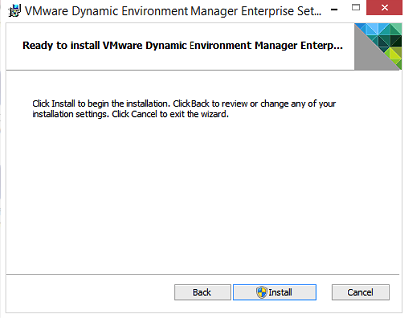 VMware Dynamic Environment Manager Enterprise Set...
Ready to install VMware Dynamic Environment Manager Enterp...
Click Install to begin the installation. Click Back to review or change any of your
installation settings. Click Cancel to exit the wizard.
Back Install Cancel